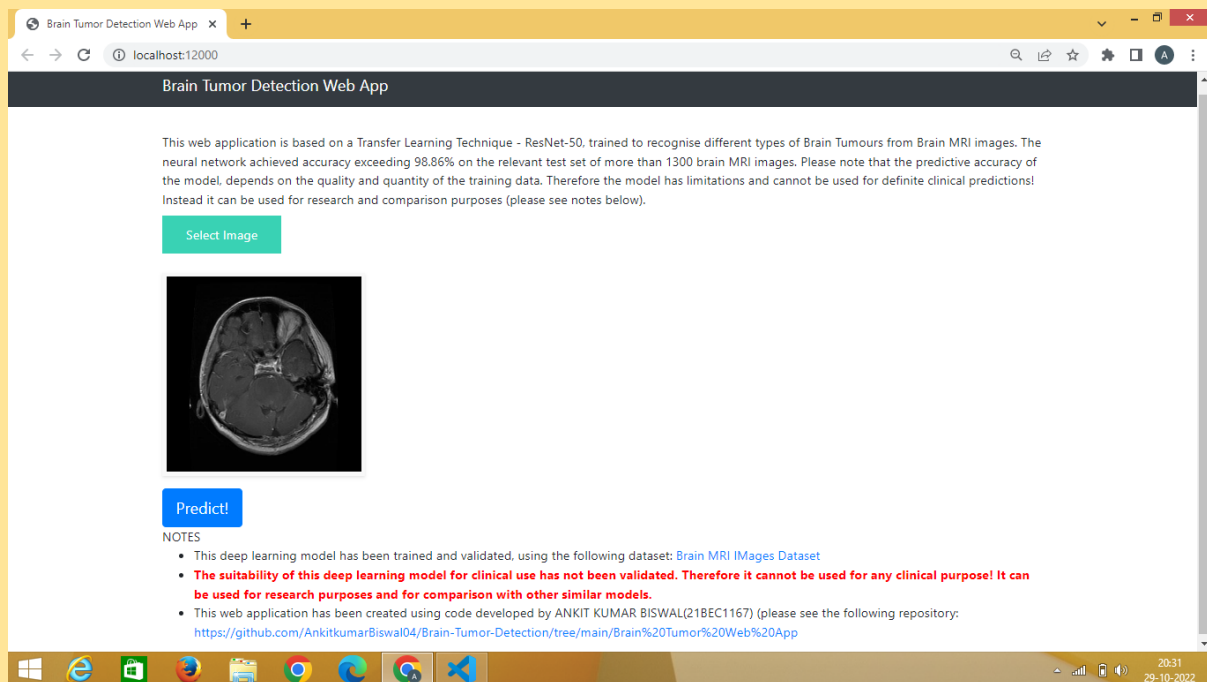 Brain Tumor Detection Web App
localhost:12000
A
Brain Tumor Detection Web App
This web application is based on a Transfer Learning Technique - ResNet-50, trained to recognise different types of Brain Tumours from Brain MRI images. The
neural network achieved accuracy exceeding 98.86% on the relevant test set of more than 1300 brain MRI images. Please note that the predictive accuracy of
the model, depends on the quality and quantity of the training data. Therefore the model has limitations and cannot be used for definite clinical predictions!
Instead it can be used for research and comparison purposes (please see notes below).
Select Image
Predict!
NOTES
• This deep learning model has been trained and validated, using the following dataset: Brain MRI IMages Dataset
• The suitability of this deep learning model for clinical use has not been validated. Therefore it cannot be used for any clinical purpose! It can
be used for research purposes and for comparison with other similar models.
• This web application has been created using code developed by ANKIT KUMAR BISWAL(21BEC1167) (please see the following repository:
https://github.com/AnkitkumarBiswal04/Brain-Tumor-Detection/tree/main/Brain%20Tumor%20Web%20App
20:31
29-10-2022